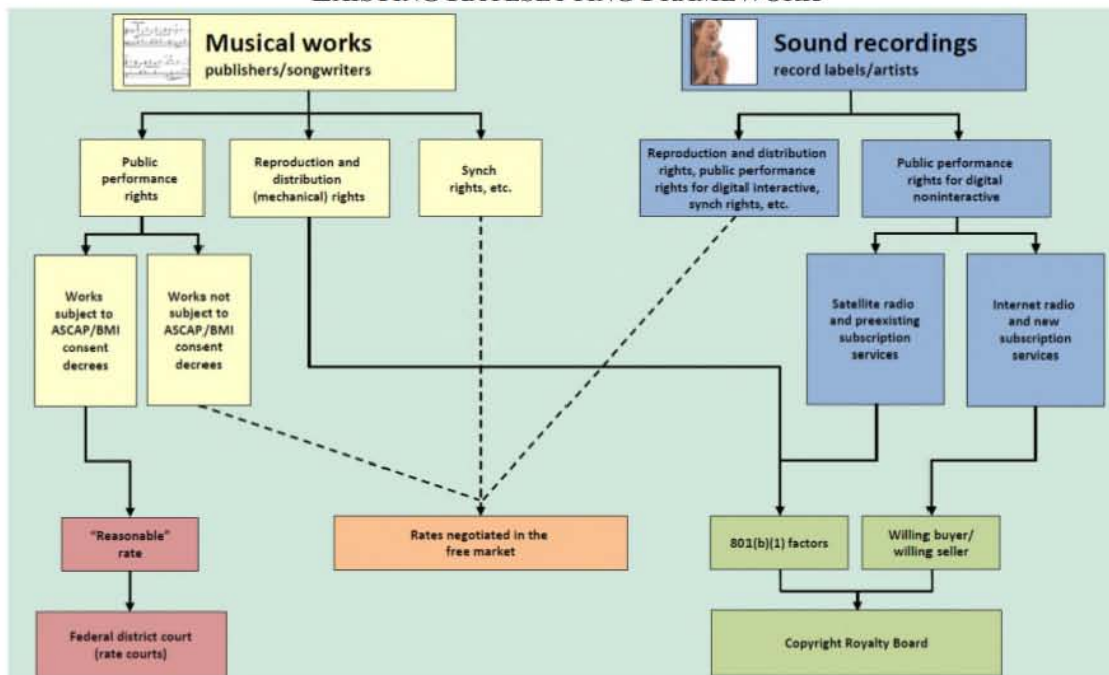 EXISTING RATESETTING FRAMEWORK
Musical works
publishers/songwriters
Sound recordings
record labels/artists
Public
performance
rights
Reproduction and
distribution
(mechanical) rights
Synch
rights, etc.
Reproduction and distribution
rights, public performance
rights for digital interactive,
synch rights, etc.
Public performance
rights for digital
noninteractive
Works
subject to
ASCAP/BMI
consent
decrees
Works not
subject to
ASCAP/BMI
consent
decrees
Satellite radio
and preexisting
subscription
services
Internet radio
and new
subscription
services
"Reasonable"
rate
Rates negotiated in the
free market
801(b)(1) factors
Willing buyer/
willing seller
Federal district court
(rate courts)
Copyright Royalty Board